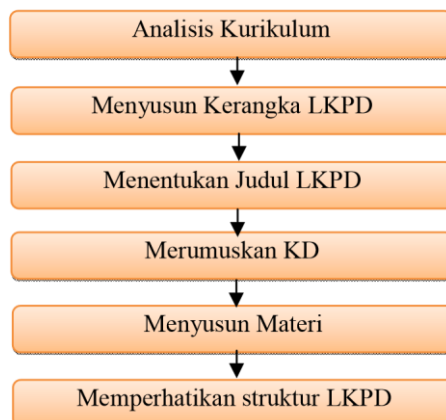 Analisis Kurikulum
Menyusun Kerangka LKPD
Menentukan Judul LKPD
Merumuskan KD
Menyusun Materi
Memperhatikan struktur LKPD